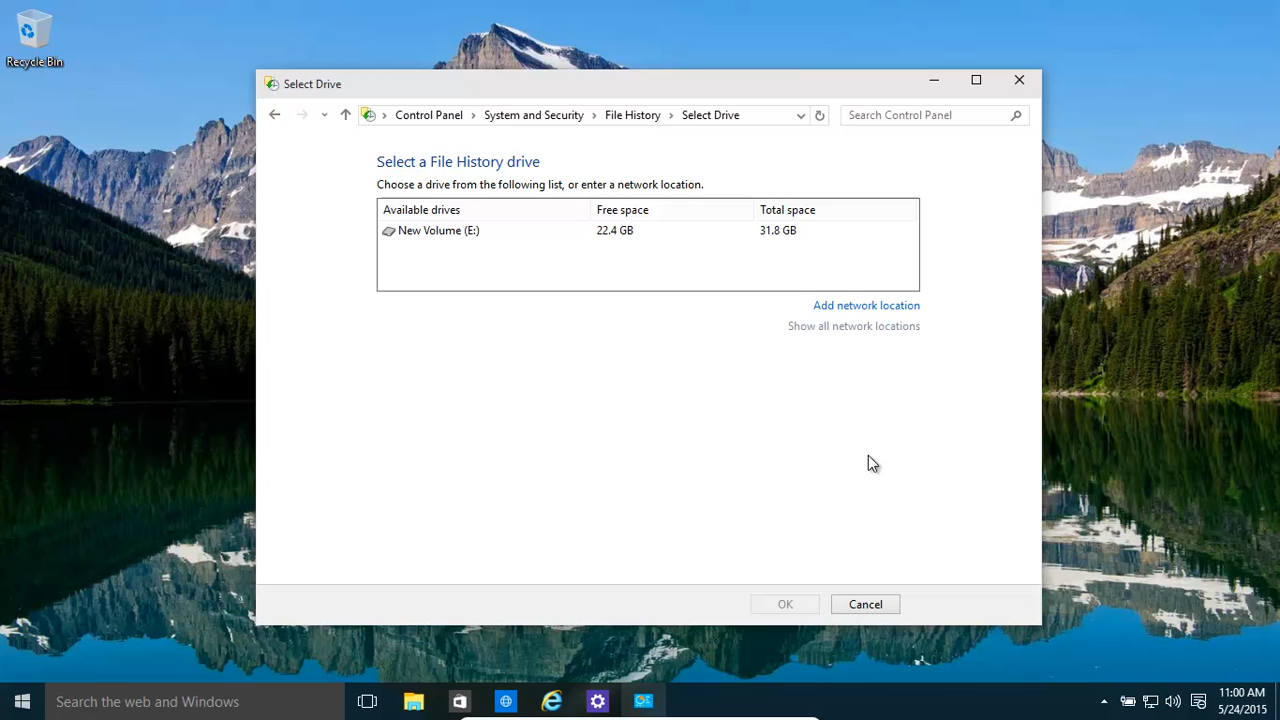 Recycle Bin
Select Drive
Control Panel System and Security File History Select Drive Search Control Panel
Select a File History drive
Choose a drive from the following list, or enter a network location.
Available drives Free space Total space
New Volume (E:) 22.4 GB 31.8 GB
Add network location
Show all network locations
OK Cancel
Search the web and Windows
11:00 AM
5/24/2015